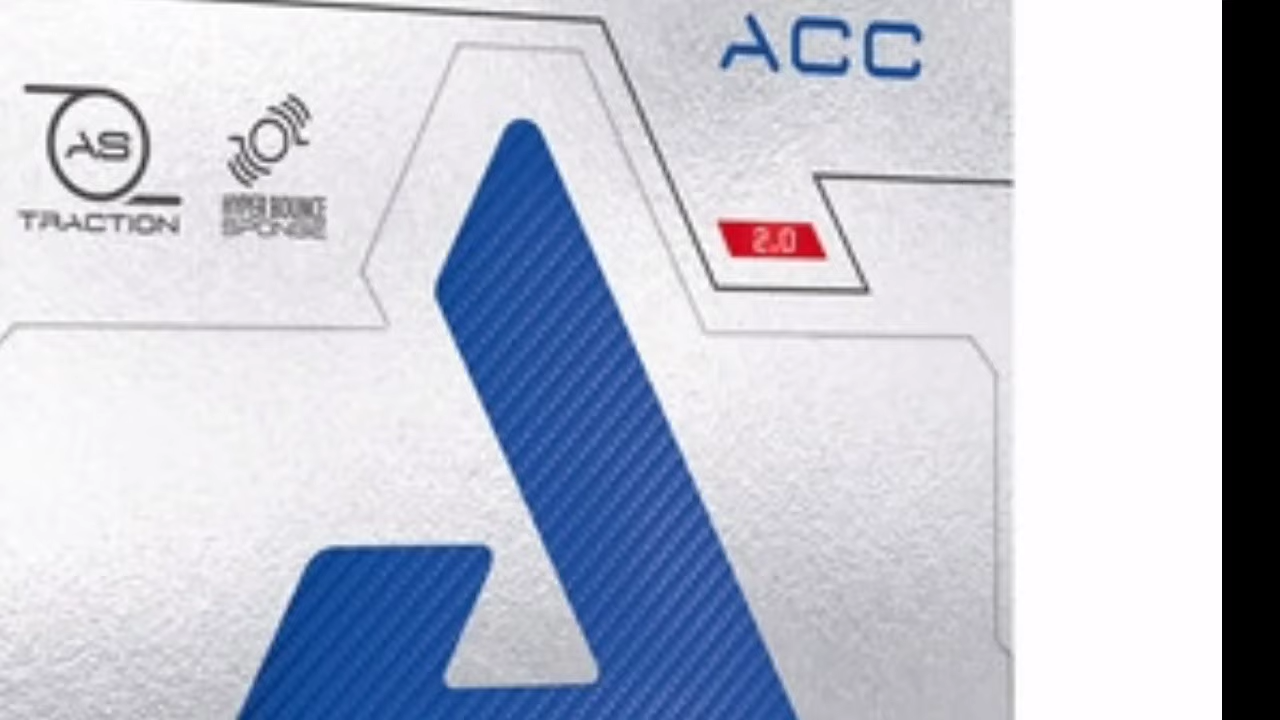 ACC
AS
TRACTION
HYPER BOUNCE
SPONGE
2.0
A